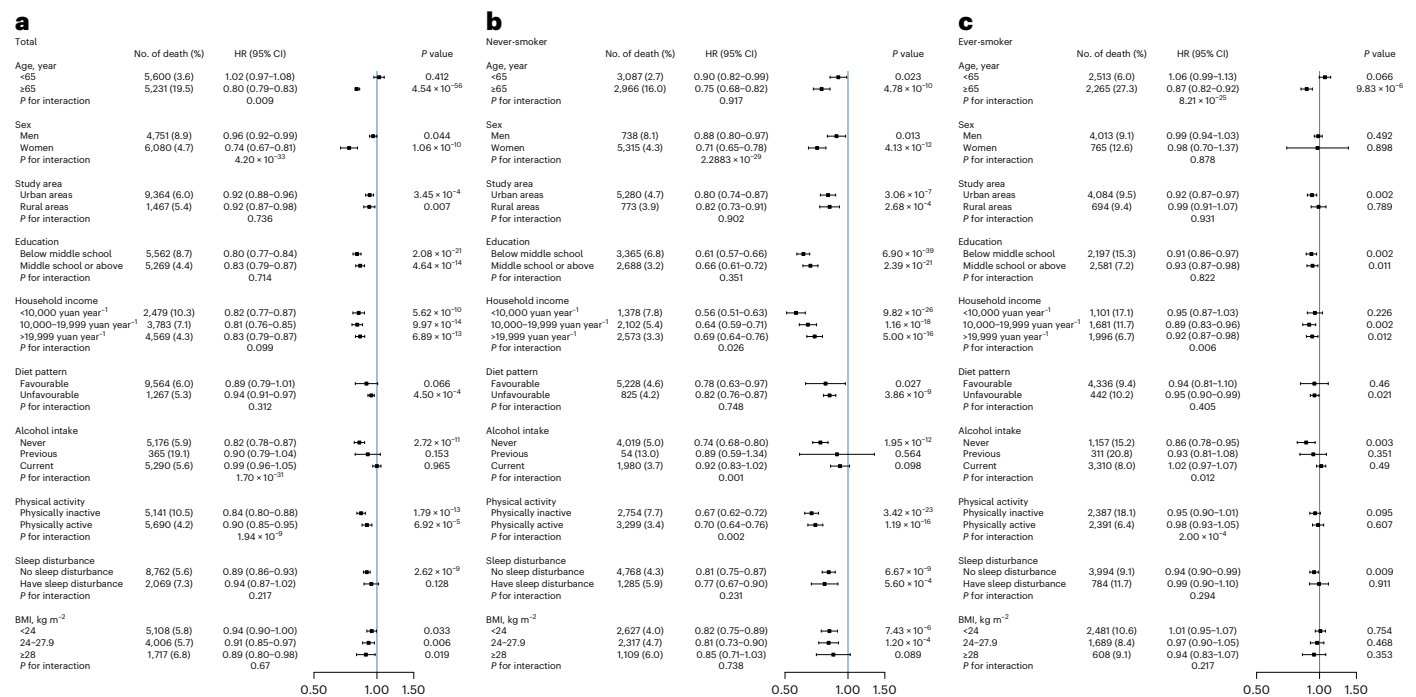 a
Total
No. of death (%) HR (95% CI) P value
Age, year
<65 5,600 (3.6) 1.02 (0.97–1.08) 0.412
≥65 5,231 (19.5) 0.80 (0.79–0.83) 4.54 × 10⁻⁵⁶
P for interaction 0.009
Sex
Men 4,751 (8.9) 0.96 (0.92–0.99) 0.044
Women 6,080 (4.7) 0.74 (0.67–0.81) 1.06 × 10⁻¹⁰
P for interaction 4.20 × 10⁻³³
Study area
Urban areas 9,364 (6.0) 0.92 (0.88–0.96) 3.45 × 10⁻⁴
Rural areas 1,467 (5.4) 0.92 (0.87–0.98) 0.007
P for interaction 0.736
Education
Below middle school 5,562 (8.7) 0.80 (0.77–0.84) 2.08 × 10⁻²¹
Middle school or above 5,269 (4.4) 0.83 (0.79–0.87) 4.64 × 10⁻¹⁴
P for interaction 0.714
Household income
<10,000 yuan year⁻¹ 2,479 (10.3) 0.82 (0.77–0.87) 5.62 × 10⁻¹⁰
10,000–19,999 yuan year⁻¹ 3,783 (7.1) 0.81 (0.76–0.85) 9.97 × 10⁻¹⁴
>19,999 yuan year⁻¹ 4,569 (4.3) 0.83 (0.79–0.87) 6.89 × 10⁻¹³
P for interaction 0.099
Diet pattern
Favourable 9,564 (6.0) 0.89 (0.79–1.01) 0.066
Unfavourable 1,267 (5.3) 0.94 (0.91–0.97) 4.50 × 10⁻⁴
P for interaction 0.312
Alcohol intake
Never 5,176 (5.9) 0.82 (0.78–0.87) 2.72 × 10⁻¹¹
Previous 365 (19.1) 0.90 (0.79–1.04) 0.153
Current 5,290 (5.6) 0.99 (0.96–1.05) 0.965
P for interaction 1.70 × 10⁻³¹
Physical activity
Physically inactive 5,141 (10.5) 0.84 (0.80–0.88) 1.79 × 10⁻¹³
Physically active 5,690 (4.2) 0.90 (0.85–0.95) 6.92 × 10⁻⁵
P for interaction 1.94 × 10⁻⁹
Sleep disturbance
No sleep disturbance 8,762 (5.6) 0.89 (0.86–0.93) 2.62 × 10⁻⁹
Have sleep disturbance 2,069 (7.3) 0.94 (0.87–1.02) 0.128
P for interaction 0.217
BMI, kg m⁻²
<24 5,108 (5.8) 0.94 (0.90–1.00) 0.033
24–27.9 4,006 (5.7) 0.91 (0.85–0.97) 0.006
≥28 1,717 (6.8) 0.89 (0.80–0.98) 0.019
P for interaction 0.67
0.50 1.00 1.50
b
Never-smoker
No. of death (%) HR (95% CI) P value
Age, year
<65 3,087 (2.7) 0.90 (0.82–0.99) 0.023
≥65 2,966 (16.0) 0.75 (0.68–0.82) 4.78 × 10⁻¹⁰
P for interaction 0.917
Sex
Men 738 (8.1) 0.88 (0.80–0.97) 0.013
Women 5,315 (4.3) 0.71 (0.65–0.78) 4.13 × 10⁻¹²
P for interaction 2.2883 × 10⁻²⁹
Study area
Urban areas 5,280 (4.7) 0.80 (0.74–0.87) 3.06 × 10⁻⁷
Rural areas 773 (3.9) 0.82 (0.73–0.91) 2.68 × 10⁻⁴
P for interaction 0.902
Education
Below middle school 3,365 (6.8) 0.61 (0.57–0.66) 6.90 × 10⁻³⁹
Middle school or above 2,688 (3.2) 0.66 (0.61–0.72) 2.39 × 10⁻²¹
P for interaction 0.351
Household income
<10,000 yuan year⁻¹ 1,378 (7.8) 0.56 (0.51–0.63) 9.82 × 10⁻²⁶
10,000–19,999 yuan year⁻¹ 2,102 (5.4) 0.64 (0.59–0.71) 1.16 × 10⁻¹⁸
>19,999 yuan year⁻¹ 2,573 (3.3) 0.69 (0.64–0.76) 5.00 × 10⁻¹⁶
P for interaction 0.026
Diet pattern
Favourable 5,228 (4.6) 0.78 (0.63–0.97) 0.027
Unfavourable 825 (4.2) 0.82 (0.76–0.87) 3.86 × 10⁻⁹
P for interaction 0.748
Alcohol intake
Never 4,019 (5.0) 0.74 (0.68–0.80) 1.95 × 10⁻¹²
Previous 54 (13.0) 0.89 (0.59–1.34) 0.564
Current 1,980 (3.7) 0.92 (0.83–1.02) 0.098
P for interaction 0.001
Physical activity
Physically inactive 2,754 (7.7) 0.67 (0.62–0.72) 3.42 × 10⁻²³
Physically active 3,299 (3.4) 0.70 (0.64–0.76) 1.19 × 10⁻¹⁶
P for interaction 0.002
Sleep disturbance
No sleep disturbance 4,768 (4.3) 0.81 (0.75–0.87) 6.67 × 10⁻⁹
Have sleep disturbance 1,285 (5.9) 0.77 (0.67–0.90) 5.60 × 10⁻⁴
P for interaction 0.231
BMI, kg m⁻²
<24 2,627 (4.0) 0.82 (0.75–0.89) 7.43 × 10⁻⁶
24–27.9 2,317 (4.7) 0.81 (0.73–0.90) 1.20 × 10⁻⁴
≥28 1,109 (6.0) 0.85 (0.71–1.03) 0.089
P for interaction 0.738
0.50 1.00 1.50
c
Ever-smoker
No. of death (%) HR (95% CI) P value
Age, year
<65 2,513 (6.0) 1.06 (0.99–1.13) 0.066
≥65 2,265 (27.3) 0.87 (0.82–0.92) 9.83 × 10⁻⁶
P for interaction 8.21 × 10⁻²⁵
Sex
Men 4,013 (9.1) 0.99 (0.94–1.03) 0.492
Women 765 (12.6) 0.98 (0.70–1.37) 0.898
P for interaction 0.878
Study area
Urban areas 4,084 (9.5) 0.92 (0.87–0.97) 0.002
Rural areas 694 (9.4) 0.99 (0.91–1.07) 0.789
P for interaction 0.931
Education
Below middle school 2,197 (15.3) 0.91 (0.86–0.97) 0.002
Middle school or above 2,581 (7.2) 0.93 (0.87–0.98) 0.011
P for interaction 0.822
Household income
<10,000 yuan year⁻¹ 1,101 (17.1) 0.95 (0.87–1.03) 0.226
10,000–19,999 yuan year⁻¹ 1,681 (11.7) 0.89 (0.83–0.96) 0.002
>19,999 yuan year⁻¹ 1,996 (6.7) 0.92 (0.87–0.98) 0.012
P for interaction 0.006
Diet pattern
Favourable 4,336 (9.4) 0.94 (0.81–1.10) 0.46
Unfavourable 442 (10.2) 0.95 (0.90–0.99) 0.021
P for interaction 0.405
Alcohol intake
Never 1,157 (15.2) 0.86 (0.78–0.95) 0.003
Previous 311 (20.8) 0.93 (0.81–1.08) 0.351
Current 3,310 (8.0) 1.02 (0.97–1.07) 0.49
P for interaction 0.012
Physical activity
Physically inactive 2,387 (18.1) 0.95 (0.90–1.01) 0.095
Physically active 2,391 (6.4) 0.98 (0.93–1.05) 0.607
P for interaction 2.00 × 10⁻⁴
Sleep disturbance
No sleep disturbance 3,994 (9.1) 0.94 (0.90–0.99) 0.009
Have sleep disturbance 784 (11.7) 0.99 (0.90–1.10) 0.911
P for interaction 0.294
BMI, kg m⁻²
<24 2,481 (10.6) 1.01 (0.95–1.07) 0.754
24–27.9 1,689 (8.4) 0.97 (0.90–1.05) 0.468
≥28 608 (9.1) 0.94 (0.83–1.07) 0.353
P for interaction 0.217
0.50 1.00 1.50